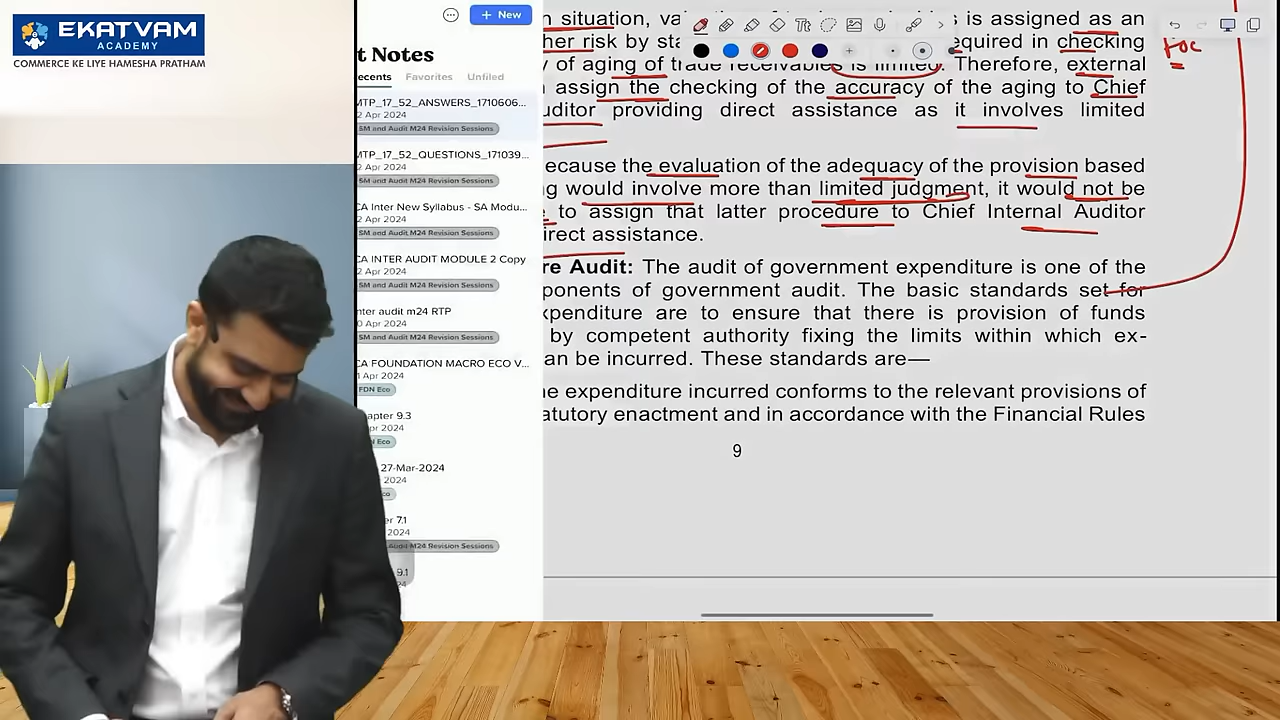 EKATVAM
ACADEMY
COMMERCE KE LIYE HAMESHA PRATHAM
+ New
t Notes
ecents Favorites Unfiled
MTP_17_52_ANSWERS_1710606...
2 Apr 2024
SM and Audit M24 Revision Sessions
MTP_17_52_QUESTIONS_171039...
2 Apr 2024
SM and Audit M24 Revision Sessions
CA Inter New Syllabus - SA Modu...
2 Apr 2024
SM and Audit M24 Revision Sessions
CA INTER AUDIT MODULE 2 Copy
2 Apr 2024
SM and Audit M24 Revision Sessions
nter audit m24 RTP
0 Apr 2024
SM and Audit M24 Revision Sessions
CA FOUNDATION MACRO ECO V...
Apr 2024
FDN Eco
apter 9.3
pr 2024
Eco
27-Mar-2024
2024
co
er 7.1
2024
Audit M24 Revision Sessions
9.1
n situation, is assigned as an
her risk by equired in checking
y of aging of trade receivables is limited. Therefore, external
assign the checking of the accuracy of the aging to Chief
uditor providing direct assistance as it involves limited
ecause the evaluation of the adequacy of the provision based
g would involve more than limited judgment, it would not be
e to assign that latter procedure to Chief Internal Auditor
irect assistance.
re Audit: The audit of government expenditure is one of the
ponents of government audit. The basic standards set for
xpenditure are to ensure that there is provision of funds
by competent authority fixing the limits within which ex-
an be incurred. These standards are—
e expenditure incurred conforms to the relevant provisions of
atutory enactment and in accordance with the Financial Rules
9